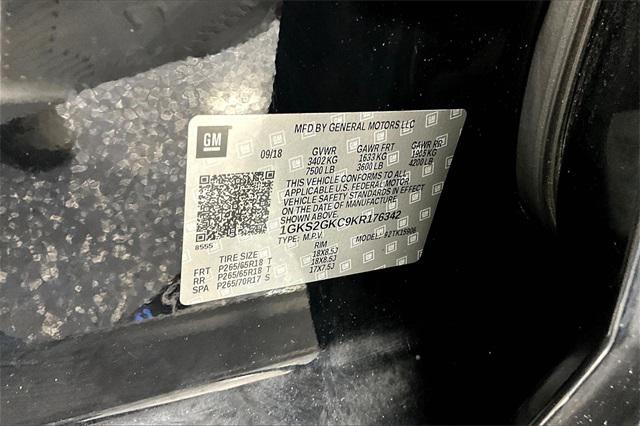 GM
MFD BY GENERAL MOTORS LLC
09/18 GVWR GAWR FRT GAWR RR
3402 KG 1633 KG 1905 KG
7500 LB 3600 LB 4200 LB
THIS VEHICLE CONFORMS TO ALL
APPLICABLE U.S. FEDERAL MOTOR
VEHICLE SAFETY STANDARDS IN EFFECT
ON THE DATE OF MANUFACTURE
SHOWN ABOVE.
1GKS2GKC9KR176342
8555 TYPE: M.P.V. MODEL:
TIRE SIZE RIM
FRT P265/65R18 T 18X8.5J
RR P265/65R18 T 18X8.5J
SPA P265/70R17 S 17X7.5J